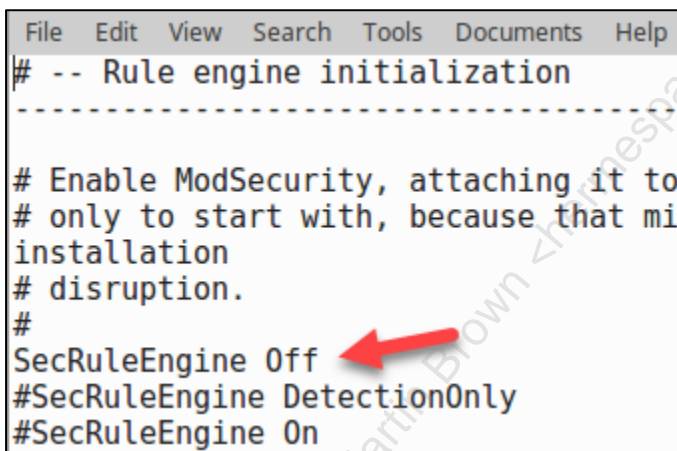 File Edit View Search Tools Documents Help
# -- Rule engine initialization
---------------------------------------
# Enable ModSecurity, attaching it to
# only to start with, because that mi
installation
# disruption.
#
SecRuleEngine Off
#SecRuleEngine DetectionOnly
#SecRuleEngine On
Brown